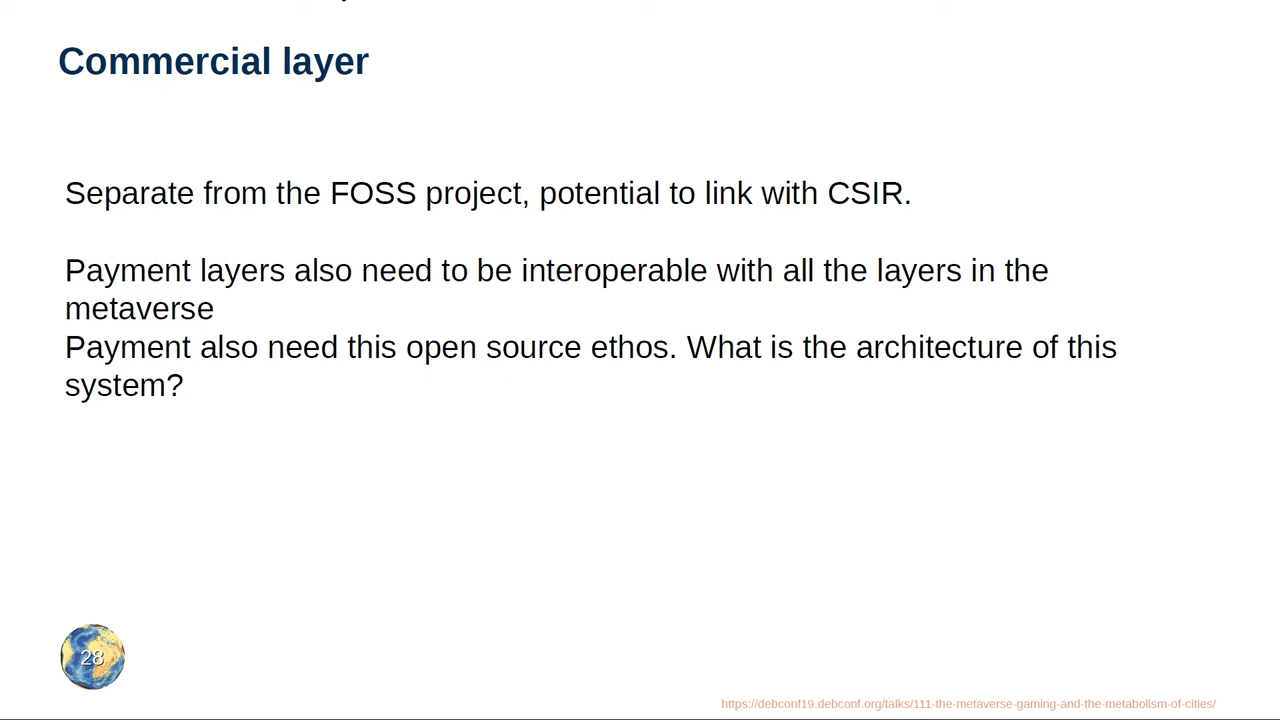 Commercial layer
Separate from the FOSS project, potential to link with CSIR.
Payment layers also need to be interoperable with all the layers in the
metaverse
Payment also need this open source ethos. What is the architecture of this
system?
28
https://debconf19.debconf.org/talks/111-the-metaverse-gaming-and-the-metabolism-of-cities/